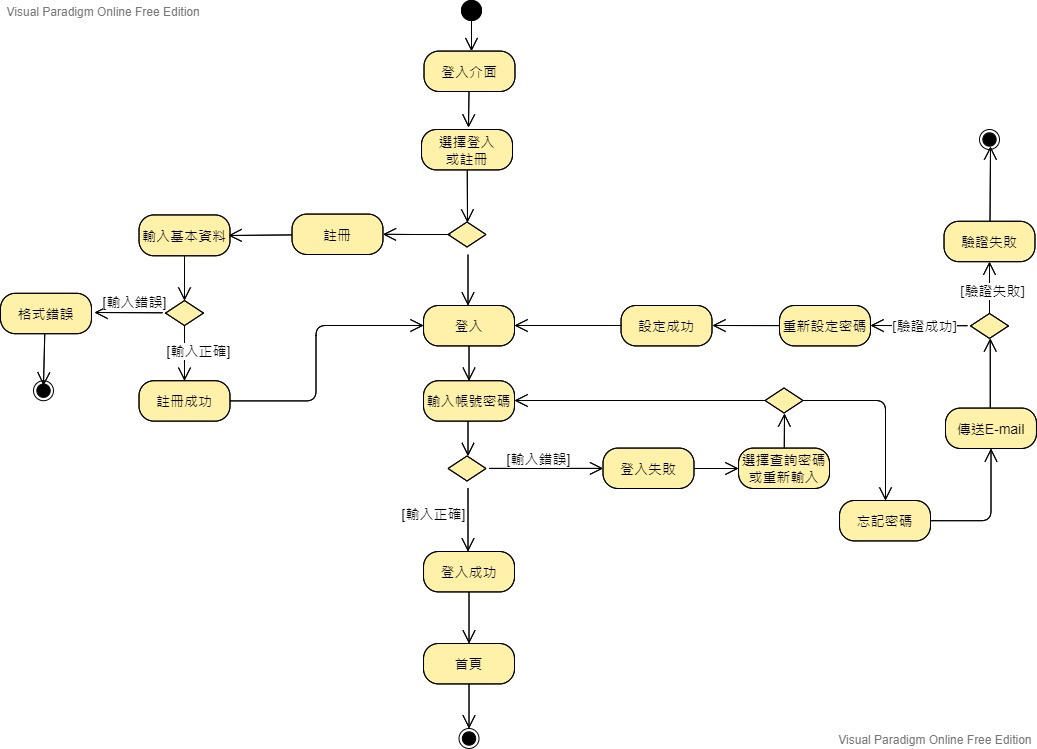 Visual Paradigm Online Free Edition
登入介面
選擇登入
或註冊
輸入基本資料
註冊
驗證失敗
[驗證失敗]
格式錯誤
[輸入錯誤]
登入
設定成功
重新設定密碼
[驗證成功]
[輸入正確]
註冊成功
輸入帳號密碼
傳送E-mail
[輸入錯誤]
登入失敗
選擇查詢密碼
或重新輸入
[輸入正確]
忘記密碼
登入成功
首頁
Visual Paradigm Online Free Edition